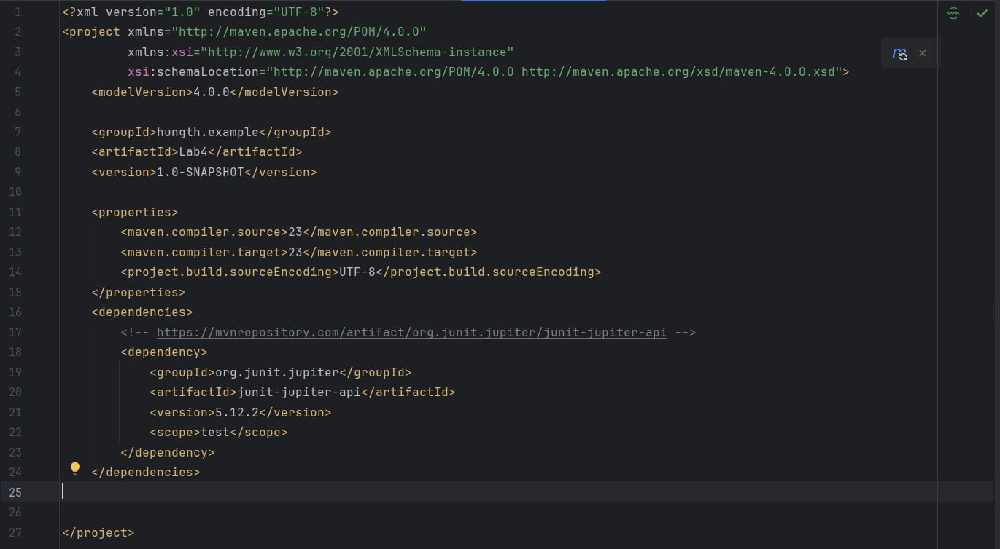 1 <?xml version="1.0" encoding="UTF-8"?>
2 <project xmlns="http://maven.apache.org/POM/4.0.0"
3          xmlns:xsi="http://www.w3.org/2001/XMLSchema-instance"
4          xsi:schemaLocation="http://maven.apache.org/POM/4.0.0 http://maven.apache.org/xsd/maven-4.0.0.xsd">
5     <modelVersion>4.0.0</modelVersion>
6
7     <groupId>hungth.example</groupId>
8     <artifactId>Lab4</artifactId>
9     <version>1.0-SNAPSHOT</version>
10
11     <properties>
12         <maven.compiler.source>23</maven.compiler.source>
13         <maven.compiler.target>23</maven.compiler.target>
14         <project.build.sourceEncoding>UTF-8</project.build.sourceEncoding>
15     </properties>
16     <dependencies>
17         <!-- https://mvnrepository.com/artifact/org.junit.jupiter/junit-jupiter-api -->
18         <dependency>
19             <groupId>org.junit.jupiter</groupId>
20             <artifactId>junit-jupiter-api</artifactId>
21             <version>5.12.2</version>
22             <scope>test</scope>
23         </dependency>
24     </dependencies>
25
26
27 </project>